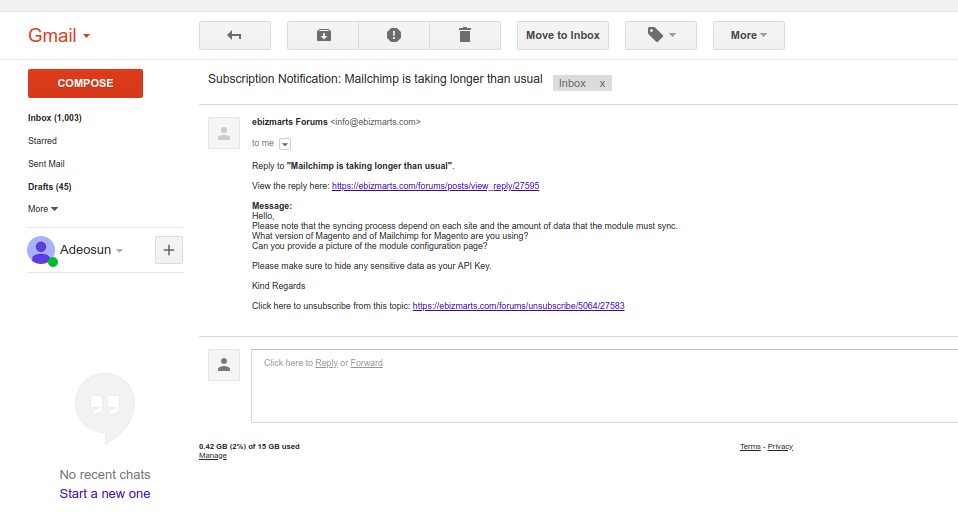 Gmail
Move to Inbox
More
COMPOSE
Inbox (1,003)
Starred
Sent Mail
Drafts (45)
More
Adeosun
Subscription Notification: Mailchimp is taking longer than usual Inbox x
ebizmarts Forums <info@ebizmarts.com>
to me
Reply to "Mailchimp is taking longer than usual".
View the reply here: https://ebizmarts.com/forums/posts/view_reply/27595
Message:
Hello,
Please note that the syncing process depend on each site and the amount of data that the module must sync.
What version of Magento and of Mailchimp for Magento are you using?
Can you provide a picture of the module configuration page?
Please make sure to hide any sensitive data as your API Key.
Kind Regards
Click here to unsubscribe from this topic: https://ebizmarts.com/forums/unsubscribe/5064/27583
Click here to Reply or Forward
0.42 GB (2%) of 15 GB used
Manage
Terms - Privacy
No recent chats
Start a new one